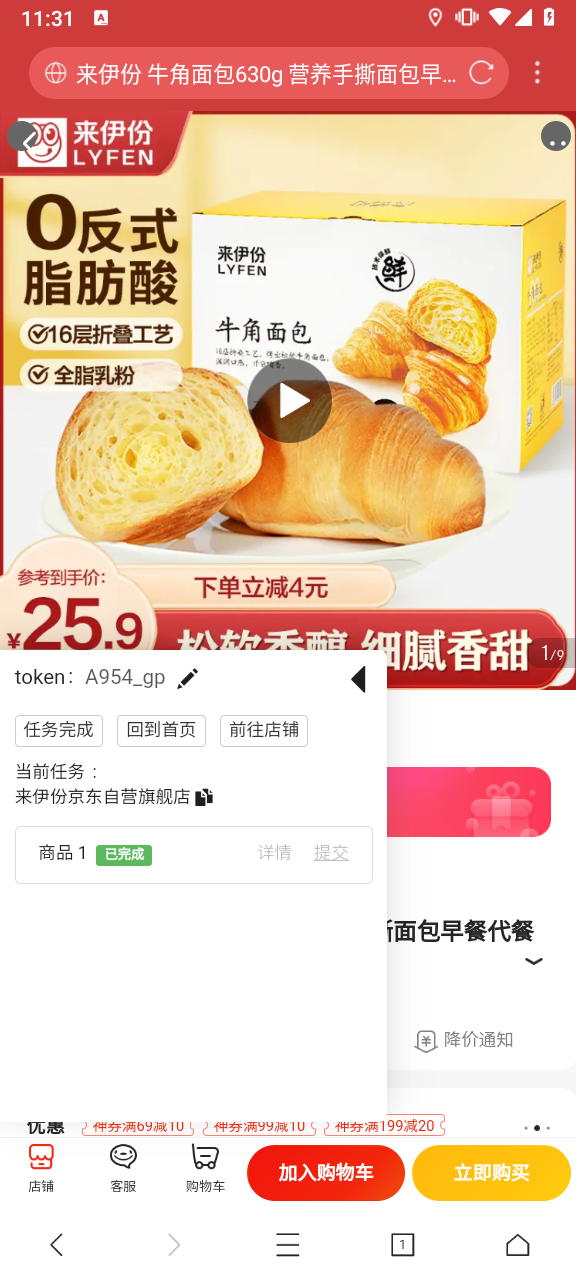 11:31
来伊份 牛角面包630g 营养手撕面包早...
来伊份
LYFEN
0反式
脂肪酸
16层折叠工艺
全脂乳粉
来伊份
LYFEN
鲜
牛角面包
参考到手价:
¥25.9
下单立减4元
松软香醇 细腻香甜
1/9
token: A954_gp
任务完成 回到首页 前往店铺
当前任务：
来伊份京东自营旗舰店
商品 1 已完成 详情 提交
撕面包早餐代餐
降价通知
优惠 神券满69减10 神券满99减10 神券满199减20
店铺 客服 购物车 加入购物车 立即购买
1